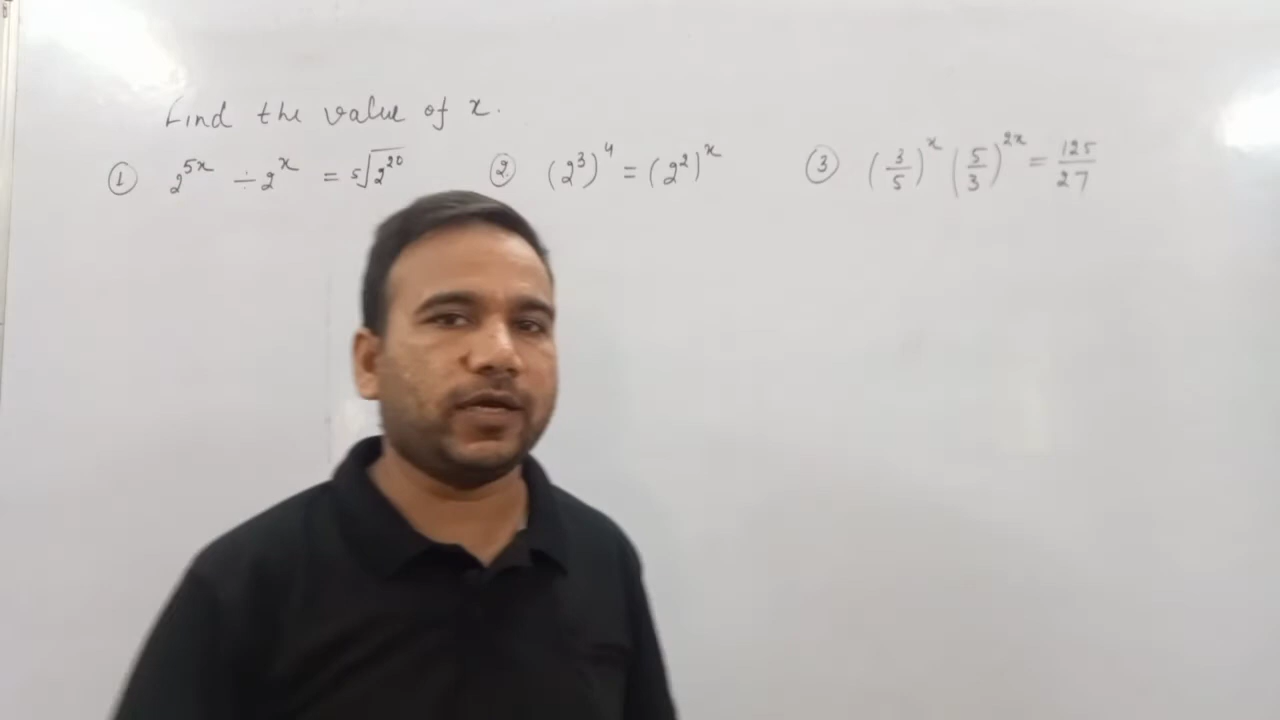 Find the value of x.
① 2^{5x} ÷ 2^{x} = ⁵√(2^{20}) ② (2^{3})^{4} = (2^{2})^{x} ③ (3/5)^{x} (5/3)^{2x} = 125/27